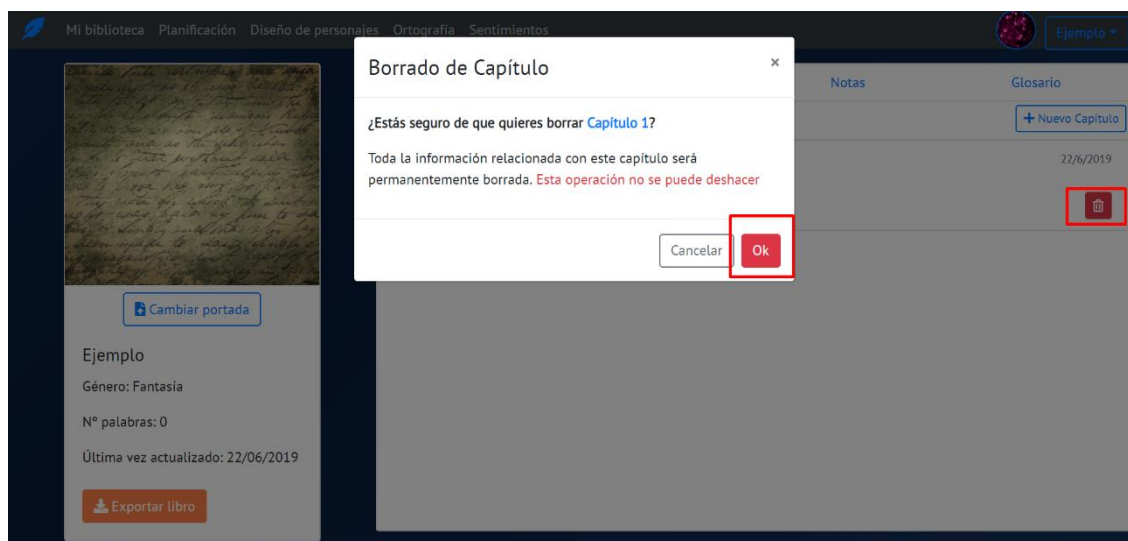 Mi biblioteca Planificación Diseño de personajes Ortografía Sentimientos
Ejemplo
Borrado de Capítulo
×
¿Estás seguro de que quieres borrar Capítulo 1?
Toda la información relacionada con este capítulo será
permanentemente borrada. Esta operación no se puede deshacer
Cancelar
Ok
Notas
Glosario
+ Nuevo Capítulo
22/6/2019
Cambiar portada
Ejemplo
Género: Fantasía
Nº palabras: 0
Última vez actualizado: 22/06/2019
Exportar libro